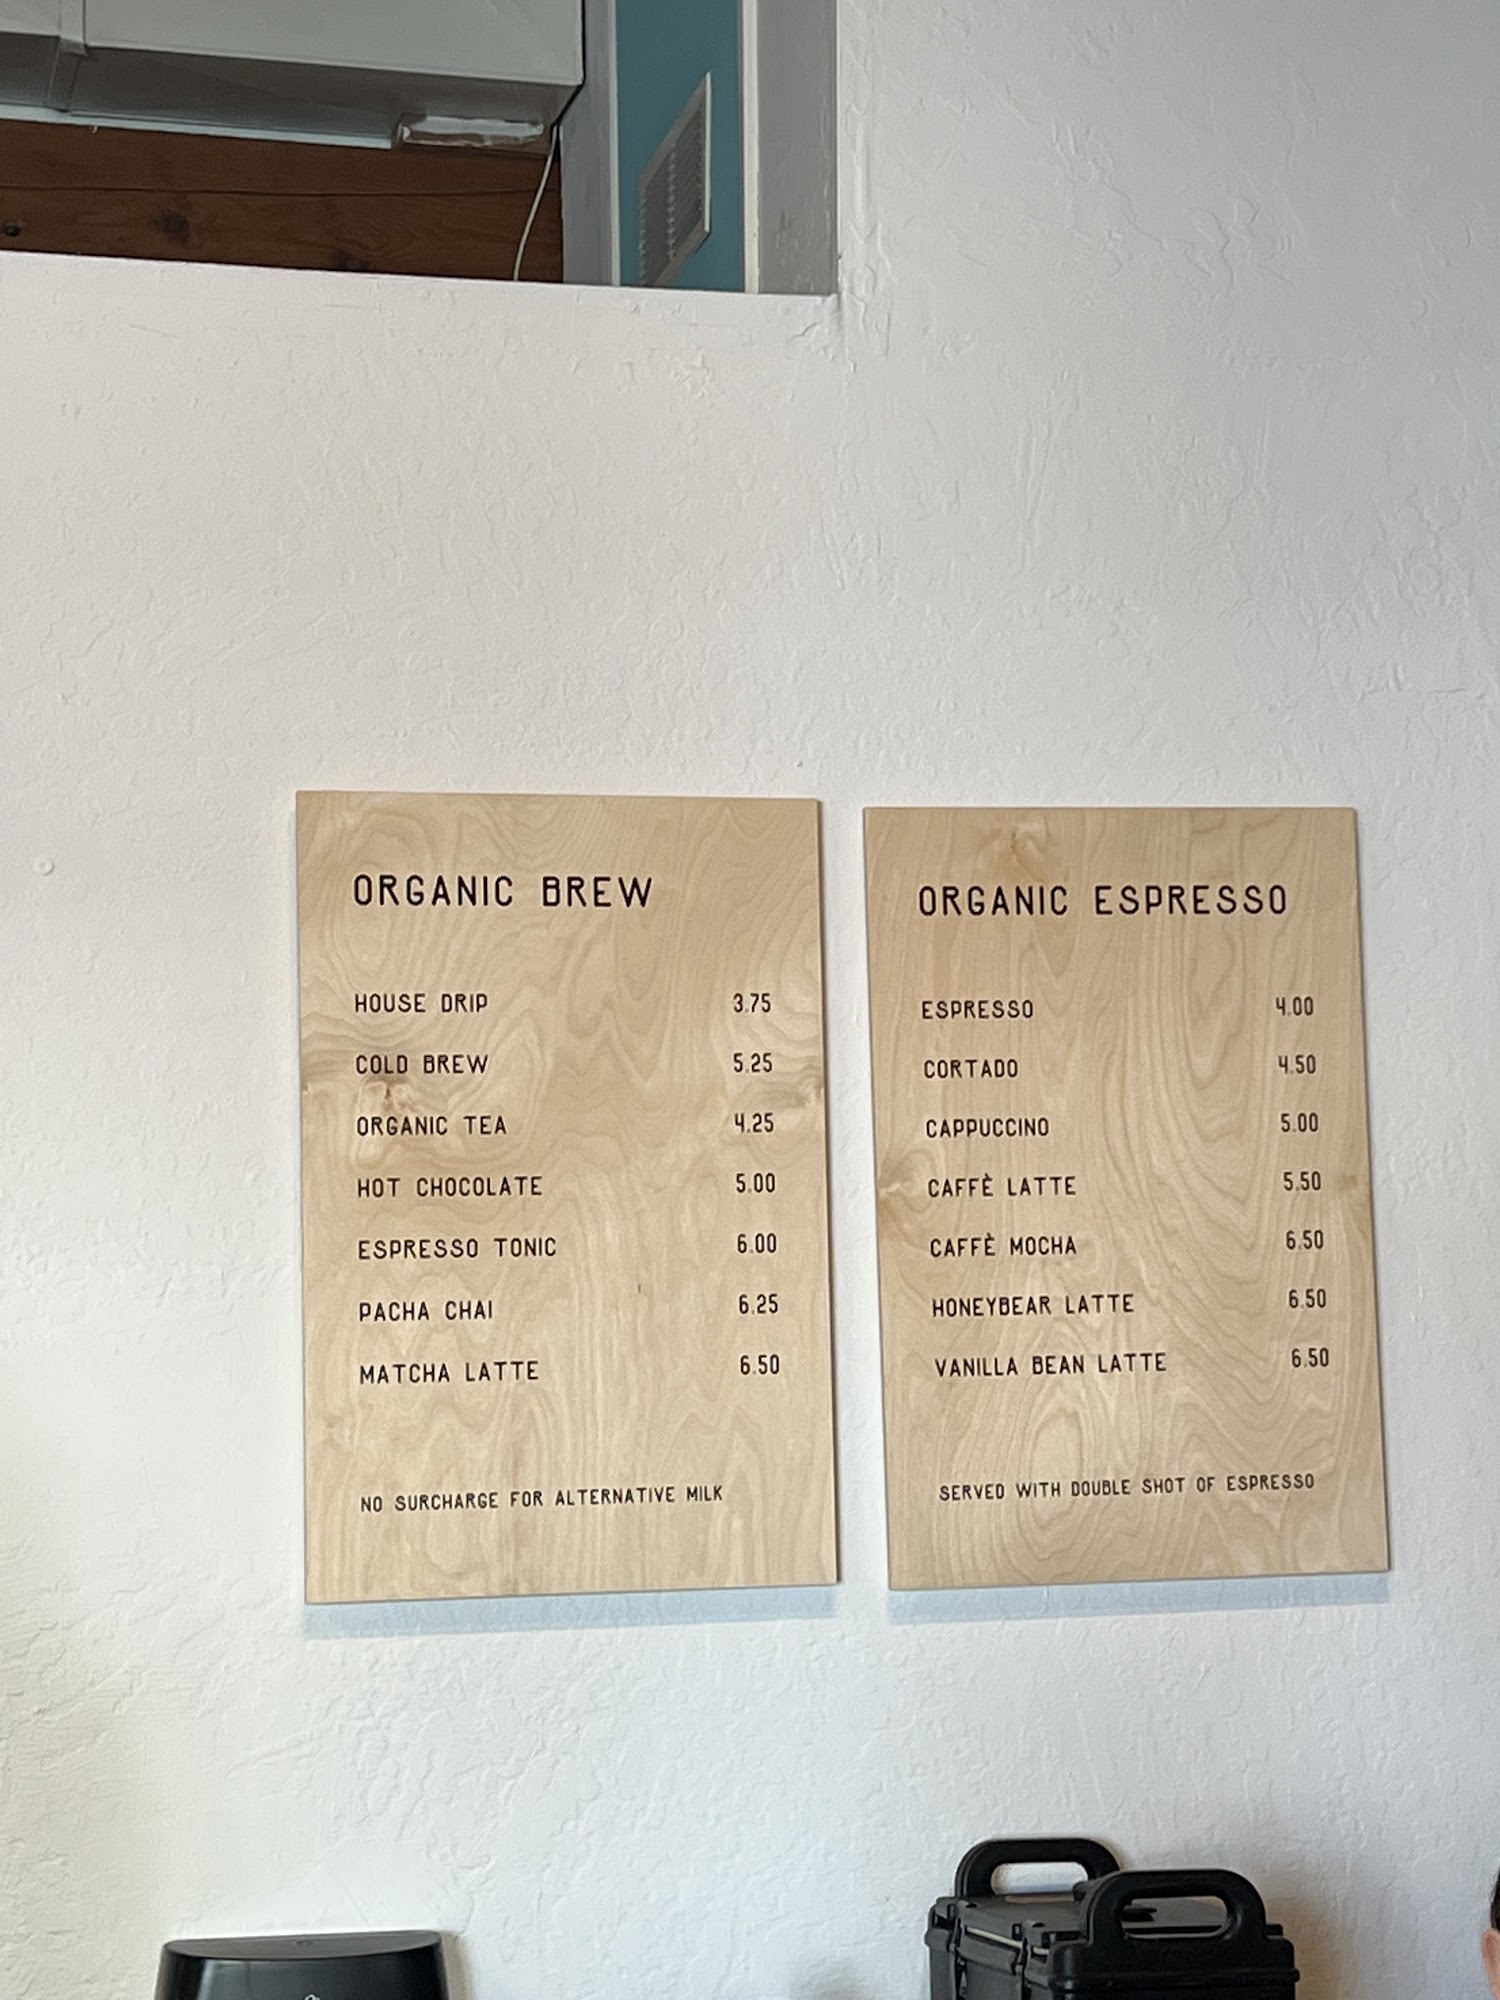 ORGANIC BREW
HOUSE DRIP 3.75
COLD BREW 5.25
ORGANIC TEA 4.25
HOT CHOCOLATE 5.00
ESPRESSO TONIC 6.00
PACHA CHAI 6.25
MATCHA LATTE 6.50
NO SURCHARGE FOR ALTERNATIVE MILK
ORGANIC ESPRESSO
ESPRESSO 4.00
CORTADO 4.50
CAPPUCCINO 5.00
CAFFÈ LATTE 5.50
CAFFÈ MOCHA 6.50
HONEYBEAR LATTE 6.50
VANILLA BEAN LATTE 6.50
SERVED WITH DOUBLE SHOT OF ESPRESSO